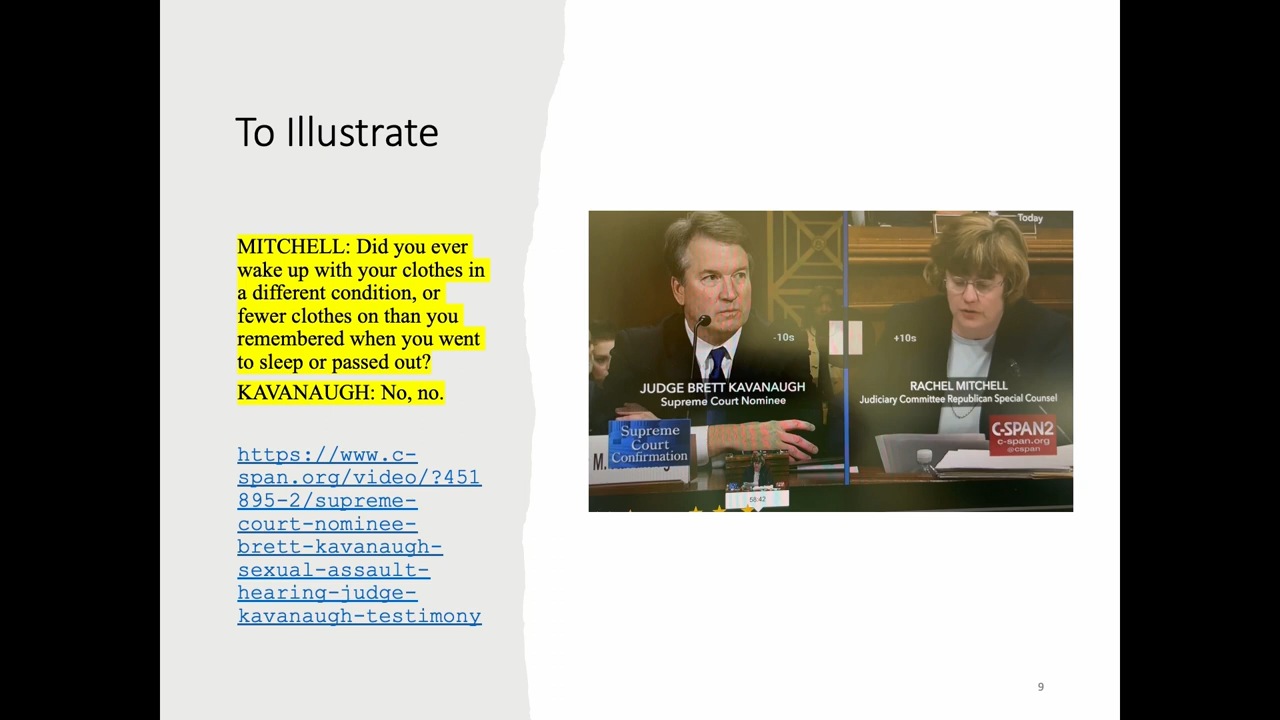 To Illustrate
MITCHELL: Did you ever
wake up with your clothes in
a different condition, or
fewer clothes on than you
remembered when you went
to sleep or passed out?
KAVANAUGH: No, no.
https://www.c-
span.org/video/?451
895-2/supreme-
court-nominee-
brett-kavanaugh-
sexual-assault-
hearing-judge-
kavanaugh-testimony
Today
-10s
+10s
JUDGE BRETT KAVANAUGH
Supreme Court Nominee
RACHEL MITCHELL
Judiciary Committee Republican Special Counsel
Supreme
Court
Confirmation
C-SPAN2
c-span.org
@cspan
58:42
9